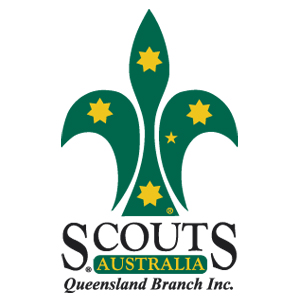 ®
SCOUTS
® AUSTRALIA
Queensland Branch Inc.